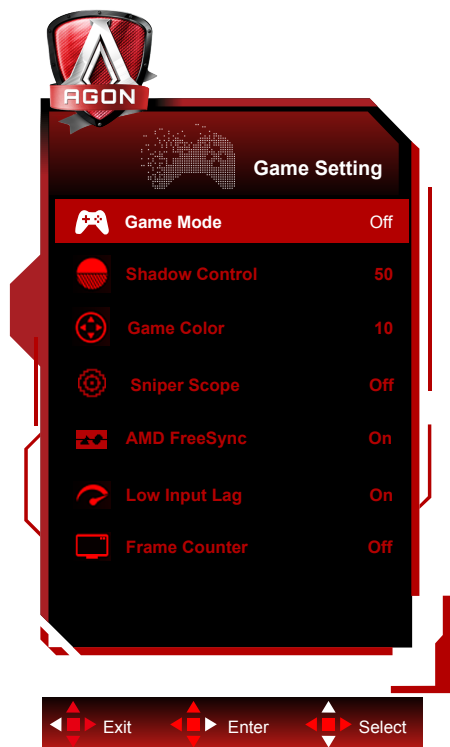 AGON
Game Setting
Game Mode Off
Shadow Control 50
Game Color 10
Sniper Scope Off
AMD FreeSync On
Low Input Lag On
Frame Counter Off
Exit Enter Select